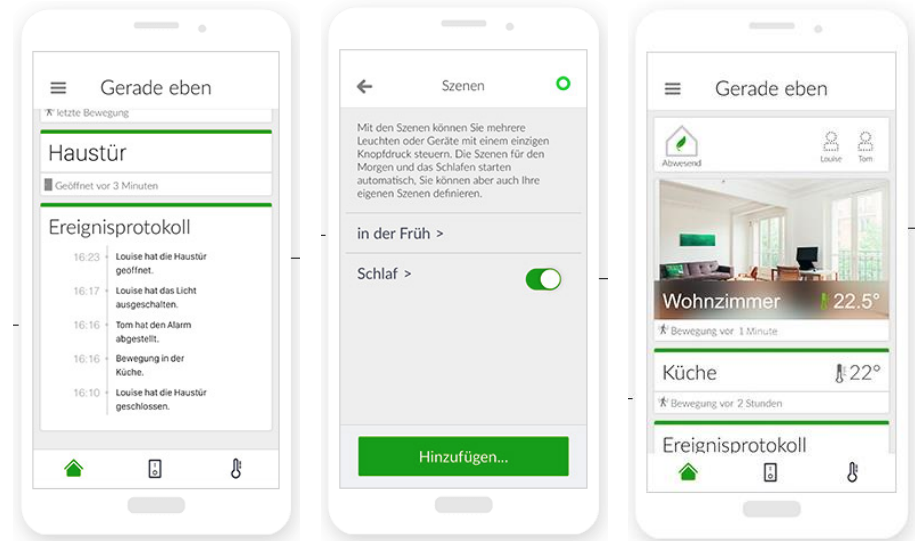 Gerade eben
letzte Bewegung
Haustür
Geöffnet vor 3 Minuten
Ereignisprotokoll
16:23 Louise hat die Haustür
geöffnet.
16:17 Louise hat das Licht
ausgeschalten.
16:16 Tom hat den Alarm
abgestellt.
16:16 Bewegung in der
Küche.
16:10 Louise hat die Haustür
geschlossen.
Szenen
Mit den Szenen können Sie mehrere
Leuchten oder Geräte mit einem einzigen
Knopfdruck steuern. Die Szenen für den
Morgen und das Schlafen starten
automatisch, Sie können aber auch Ihre
eigenen Szenen definieren.
in der Früh >
Schlaf >
Hinzufügen...
Gerade eben
Abwesend
Louise Tom
Wohnzimmer 22.5°
Bewegung vor 1 Minute
Küche 22°
Bewegung vor 2 Stunden
Ereignisprotokoll